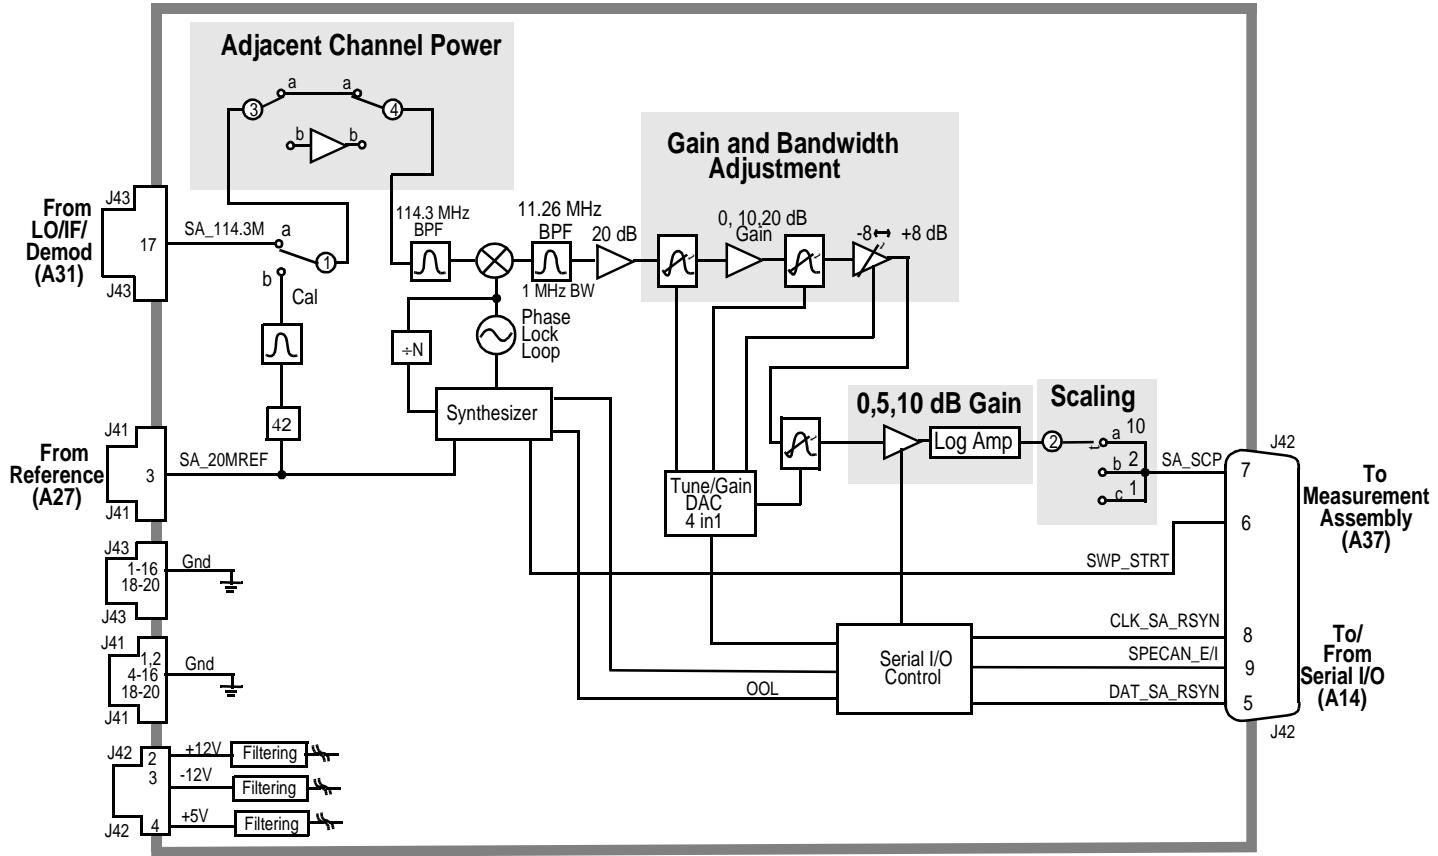 Adjacent Channel Power
a
a
3
4
b
b
Gain and Bandwidth
Adjustment
From
LO/IF/
Demod
(A31)
J43
17
J43
SA_114.3M
a
1
b
Cal
114.3 MHz
BPF
11.26 MHz
BPF
1 MHz BW
20 dB
0, 10,20 dB
Gain
-8
+8 dB
Phase
Lock
Loop
÷N
Synthesizer
42
From
Reference
(A27)
J41
3
J41
SA_20MREF
0,5,10 dB Gain
Log Amp
Scaling
2
a
10
b
2
c
1
Tune/Gain
DAC
4 in1
SA_SCP
J42
7
6
To
Measurement
Assembly
(A37)
SWP_STRT
J43
1-16
18-20
J43
Gnd
J41
1,2
4-16
18-20
J41
Gnd
CLK_SA_RSYN
8
SPECAN_E/I
9
DAT_SA_RSYN
5
J42
To/
From
Serial I/O
(A14)
Serial I/O
Control
OOL
J42
2
+12V
Filtering
3
-12V
Filtering
4
+5V
Filtering
J42